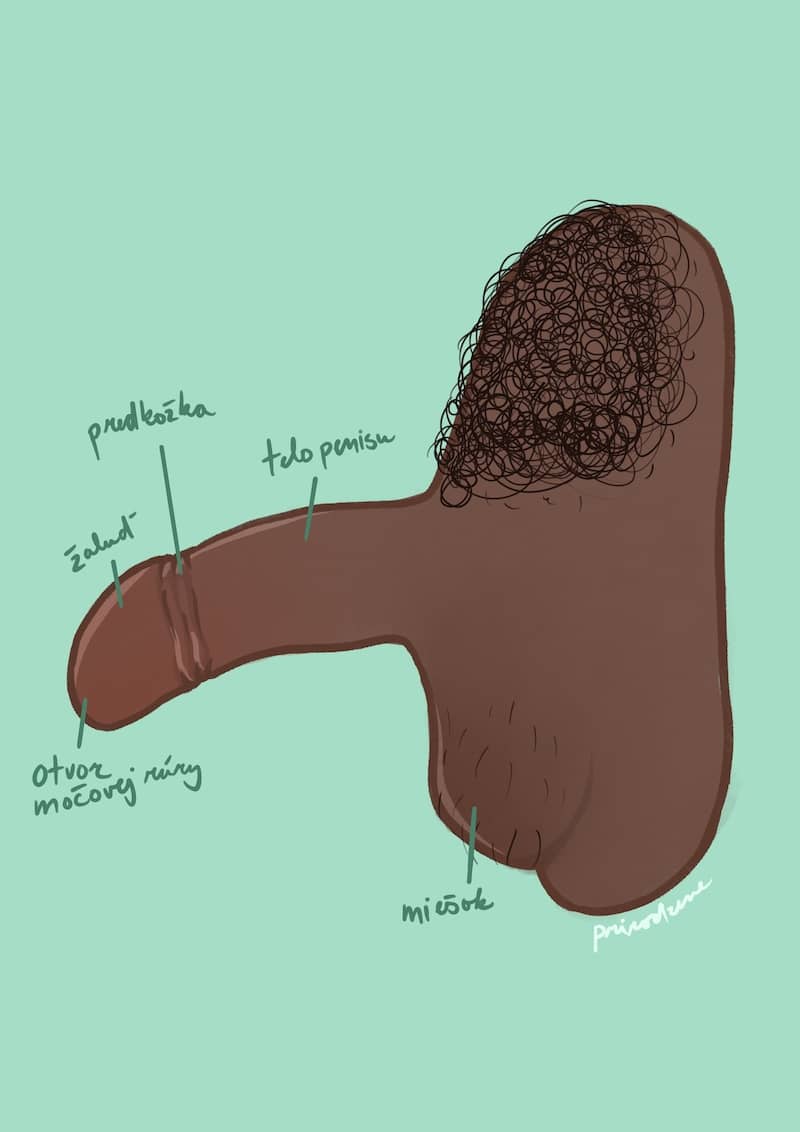 predkožka
telo penisu
žaluď
otvor
močovej rúry
miešok
prirodzene